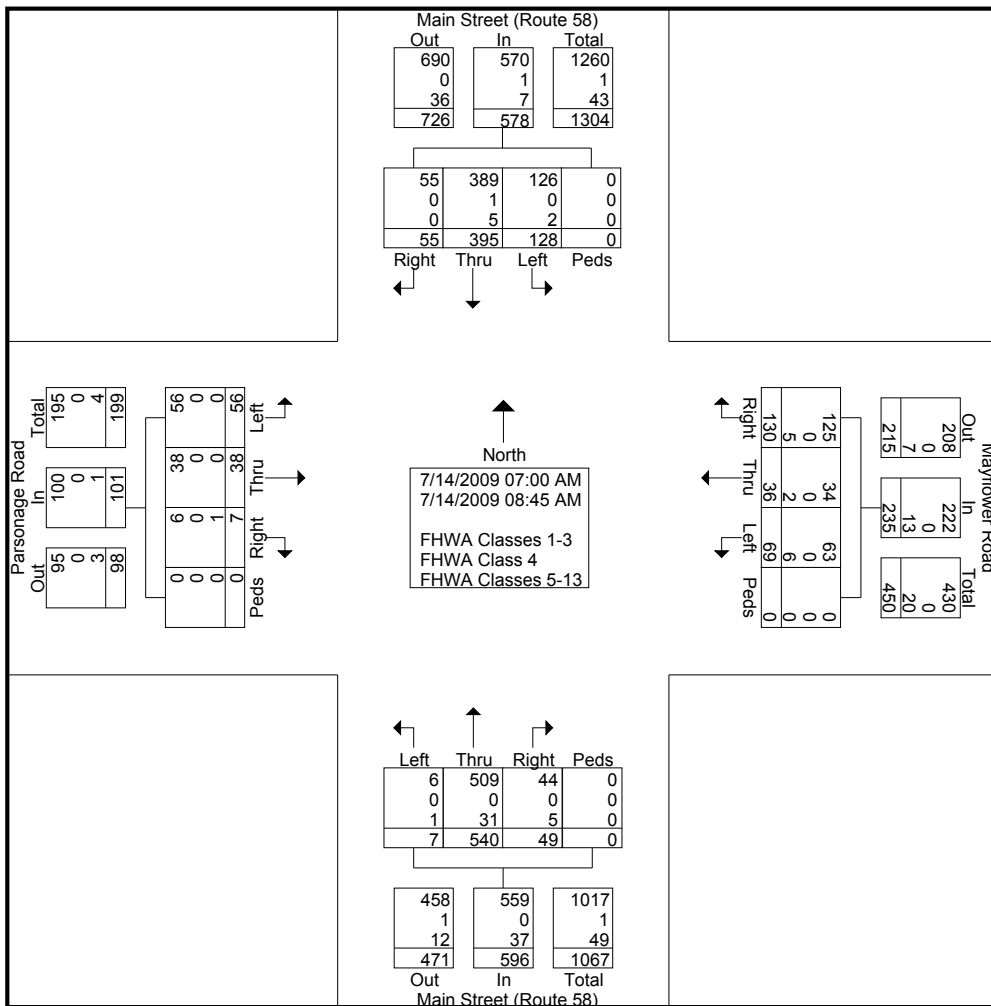 Main Street (Route 58)
Out In Total
690 570 1260
0 1 1
36 7 43
726 578 1304
55 389 126 0
0 1 0 0
0 5 2 0
55 395 128 0
Right Thru Left Peds
Parsonage Road
Total
195 0 4 199
In
100 0 1 101
Out
95 0 3 98
56 0 0 56
Left
38 0 0 38
Thru
6 0 1 7
Right
0 0 0 0
Peds
North
7/14/2009 07:00 AM
7/14/2009 08:45 AM
FHWA Classes 1-3
FHWA Class 4
FHWA Classes 5-13
Right
125 0 5 130
Thru
34 0 2 36
Left
63 0 6 69
Peds
0 0 0 0
Mayflower Road
Out
208 0 7 215
In
222 0 13 235
Total
430 0 20 450
Left Thru Right Peds
6 509 44 0
0 0 0 0
1 31 5 0
7 540 49 0
458 559 1017
1 0 1
12 37 49
471 596 1067
Out In Total
Main Street (Route 58)